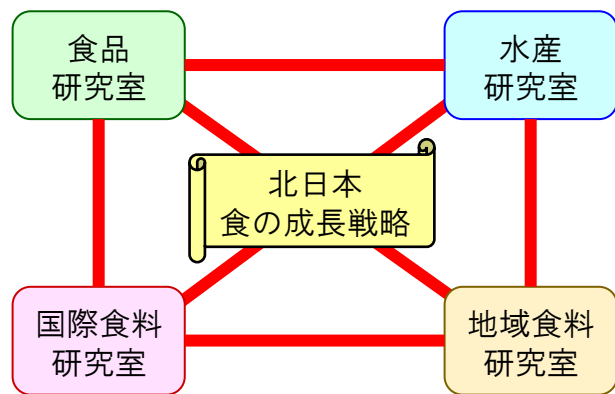 食品
研究室
水産
研究室
北日本
食の成長戦略
国際食料
研究室
地域食料
研究室